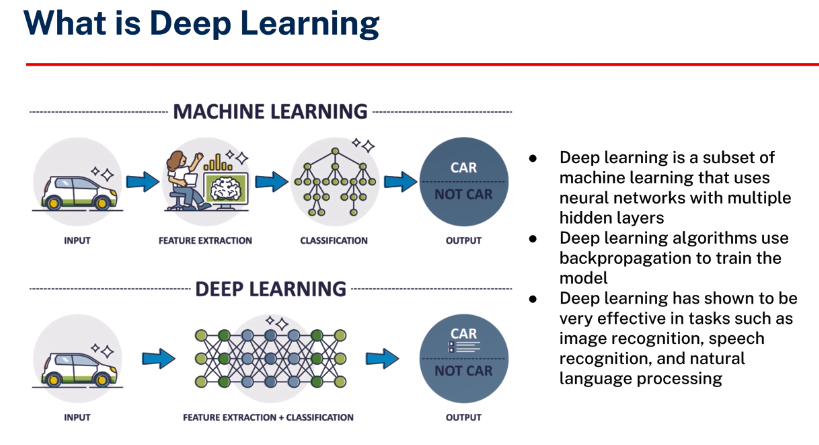 What is Deep Learning
MACHINE LEARNING
CAR
NOT CAR
INPUT
FEATURE EXTRACTION
CLASSIFICATION
OUTPUT
DEEP LEARNING
CAR
NOT CAR
INPUT
FEATURE EXTRACTION + CLASSIFICATION
OUTPUT
● Deep learning is a subset of
machine learning that uses
neural networks with multiple
hidden layers
● Deep learning algorithms use
backpropagation to train the
model
● Deep learning has shown to be
very effective in tasks such as
image recognition, speech
recognition, and natural
language processing